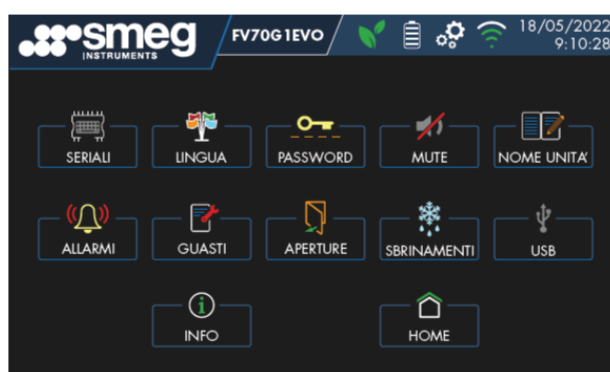 smeg
INSTRUMENTS
FV70G1EVO
18/05/2022
9:10:28
SERIALI
LINGUA
PASSWORD
MUTE
NOME UNITA'
ALLARMI
GUASTI
APERTURE
SBRINAMENTI
USB
INFO
HOME